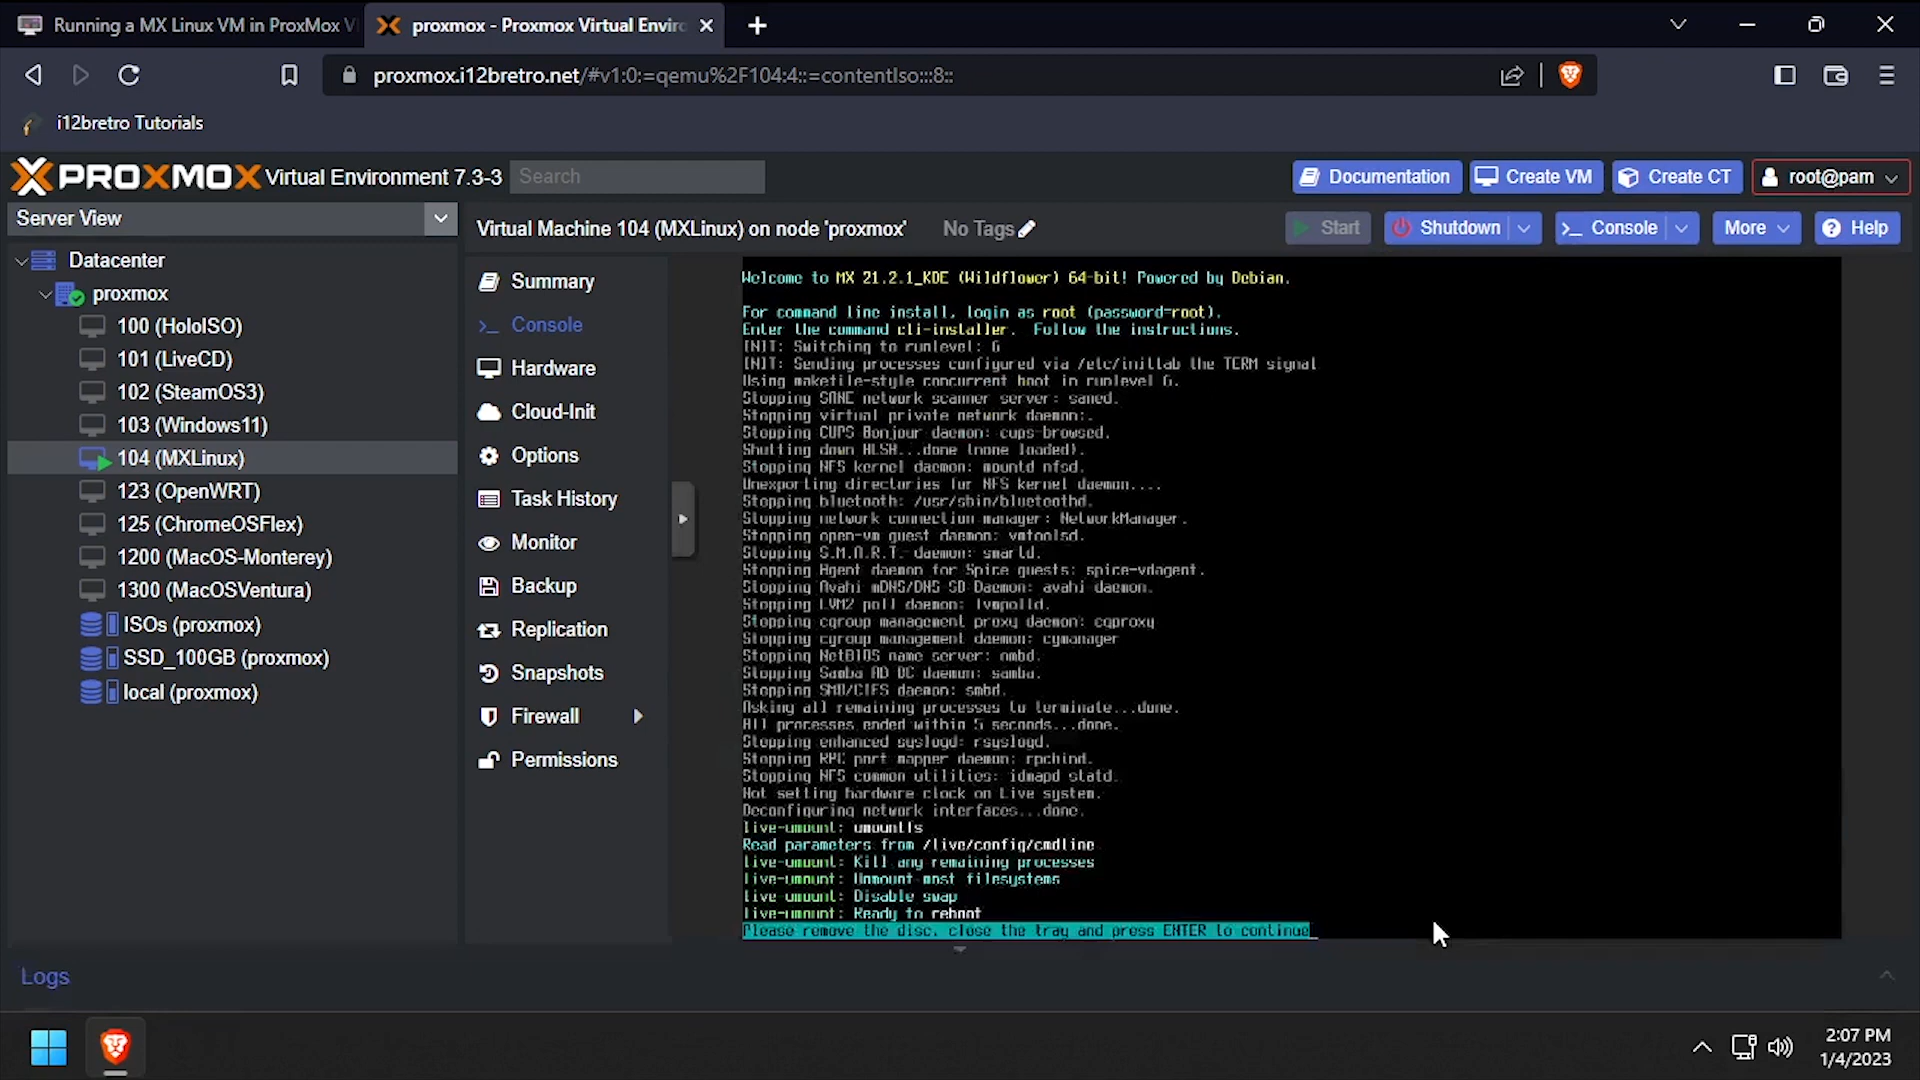 Running a MX Linux VM in ProxMox V
proxmox - Proxmox Virtual Enviro
proxmox.i12bretro.net/#v1:0:=qemu%2F104:4::=contentIso:::8::
i12bretro Tutorials
PROXMOX Virtual Environment 7.3-3
Search
Documentation
Create VM
Create CT
root@pam
Server View
Virtual Machine 104 (MXLinux) on node 'proxmox'
No Tags
Start
Shutdown
Console
More
Help
Datacenter
proxmox
100 (HoloISO)
101 (LiveCD)
102 (SteamOS3)
103 (Windows11)
104 (MXLinux)
123 (OpenWRT)
125 (ChromeOSFlex)
1200 (MacOS-Monterey)
1300 (MacOSVentura)
ISOs (proxmox)
SSD_100GB (proxmox)
local (proxmox)
Summary
Console
Hardware
Cloud-Init
Options
Task History
Monitor
Backup
Replication
Snapshots
Firewall
Permissions
Welcome to MX 21.2.1_KDE (Wildflower) 64-bit! Powered by Debian.
For command line install, login as root (password=root).
Enter the command cli-installer.  Follow the instructions.
INIT: Switching to runlevel: 6
INIT: Sending processes configured via /etc/inittab the TERM signal
Using makefile-style concurrent boot in runlevel 6.
Stopping SANE network scanner server: saned.
Stopping virtual private network daemon:.
Stopping CUPS Bonjour daemon: cups-browsed.
Shutting down ALSA...done (none loaded).
Stopping NFS kernel daemon: mountd nfsd.
Unexporting directories for NFS kernel daemon....
Stopping bluetooth: /usr/sbin/bluetoothd.
Stopping network connection manager: NetworkManager.
Stopping open-vm guest daemon: vmtoolsd.
Stopping S.M.A.R.T. daemon: smartd.
Stopping Agent daemon for Spice guests: spice-vdagent.
Stopping Avahi mDNS/DNS-SD Daemon: avahi-daemon.
Stopping LVM2 poll daemon: lvmpolld.
Stopping cgroup management proxy daemon: cgproxy
Stopping cgroup management daemon: cgmanager
Stopping NetBIOS name server: nmbd.
Stopping Samba AD DC daemon: samba.
Stopping SMB/CIFS daemon: smbd.
Asking all remaining processes to terminate...done.
All processes ended within 5 seconds...done.
Stopping enhanced syslogd: rsyslogd.
Stopping RPC port mapper daemon: rpcbind.
Stopping NFS common utilities: idmapd statd.
Not setting hardware clock on Live system.
Deconfiguring network interfaces...done.
live-umount: umountfs
Read parameters from /live/config/cmdline
live-umount: Kill any remaining processes
live-umount: Unmount most filesystems
live-umount: Disable swap
live-umount: Ready to reboot
Please remove the disc, close the tray and press ENTER to continue_
Logs
2:07 PM
1/4/2023